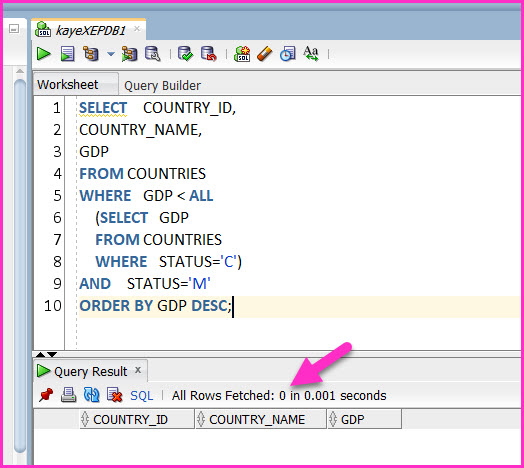 kayeXEPDB1
SQL
Aa
Worksheet Query Builder
1 SELECT COUNTRY_ID,
2 COUNTRY_NAME,
3 GDP
4 FROM COUNTRIES
5 WHERE GDP < ALL
6 (SELECT GDP
7 FROM COUNTRIES
8 WHERE STATUS='C')
9 AND STATUS='M'
10 ORDER BY GDP DESC;
Query Result x
SQL | All Rows Fetched: 0 in 0.001 seconds
COUNTRY_ID COUNTRY_NAME GDP